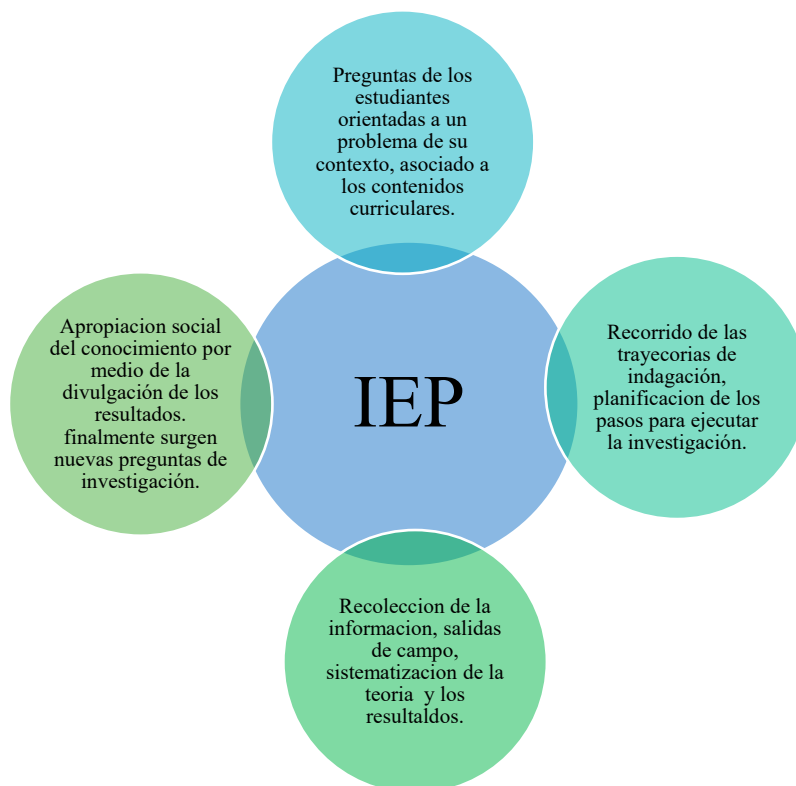 Preguntas de los
estudiantes
orientadas a un
problema de su
contexto, asociado a
los contenidos
curriculares.
Apropiacion social
del conocimiento por
medio de la
divulgación de los
resultados.
finalmente surgen
nuevas preguntas de
investigación.
IEP
Recorrido de las
trayecorias de
indagación,
planificacion de los
pasos para ejecutar
la investigación.
Recoleccion de la
informacion, salidas
de campo,
sistematizacion de la
teoria y los
resultaldos.